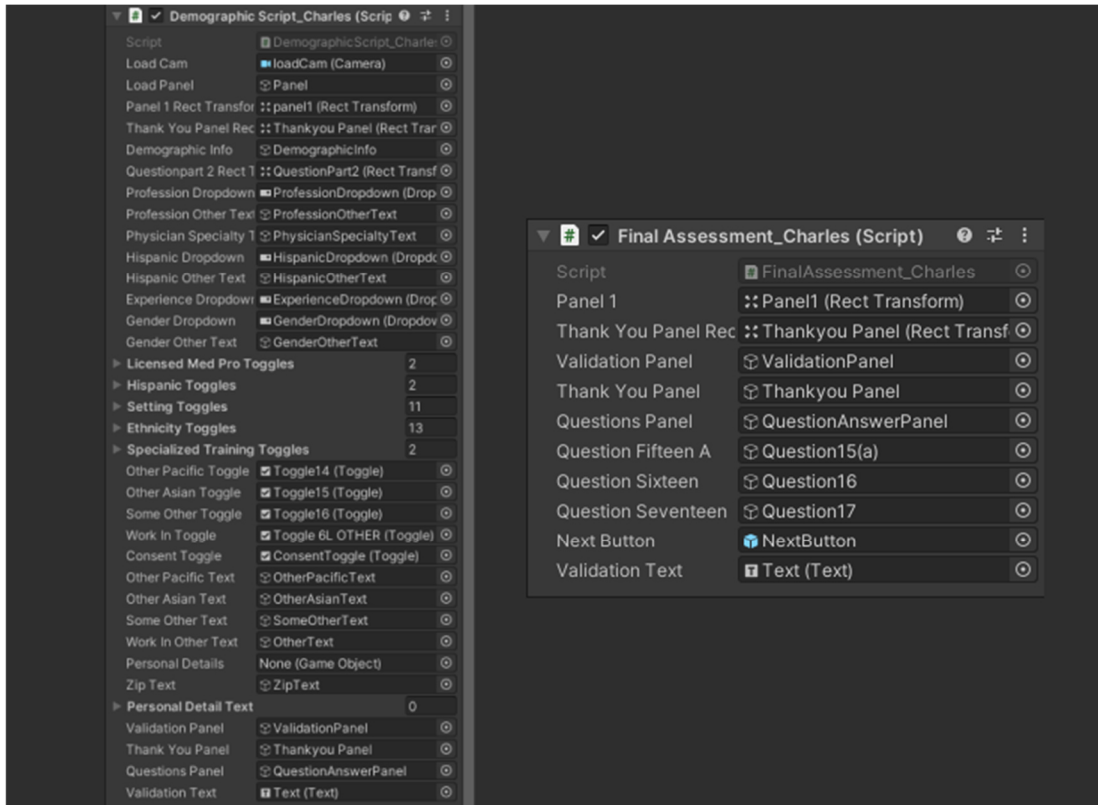 Demographic Script_Charles (Scrip
Script DemographicScript_Charles
Load Cam loadCam (Camera)
Load Panel Panel
Panel 1 Rect Transfor panel1 (Rect Transform)
Thank You Panel Rec Thankyou Panel (Rect Tran
Demographic Info DemographicInfo
Questionpart 2 Rect T QuestionPart2 (Rect Transf
Profession Dropdown ProfessionDropdown (Drop
Profession Other Text ProfessionOtherText
Physician Specialty T PhysicianSpecialtyText
Hispanic Dropdown HispanicDropdown (Dropdo
Hispanic Other Text HispanicOtherText
Experience Dropdown ExperienceDropdown (Drop
Gender Dropdown GenderDropdown (Dropdov
Gender Other Text GenderOtherText
Licensed Med Pro Toggles 2
Hispanic Toggles 2
Setting Toggles 11
Ethnicity Toggles 13
Specialized Training Toggles 2
Other Pacific Toggle Toggle14 (Toggle)
Other Asian Toggle Toggle15 (Toggle)
Some Other Toggle Toggle16 (Toggle)
Work In Toggle Toggle 6L OTHER (Toggle)
Consent Toggle ConsentToggle (Toggle)
Other Pacific Text OtherPacificText
Other Asian Text OtherAsianText
Some Other Text SomeOtherText
Work In Other Text OtherText
Personal Details None (Game Object)
Zip Text ZipText
Personal Detail Text 0
Validation Panel ValidationPanel
Thank You Panel Thankyou Panel
Questions Panel QuestionAnswerPanel
Validation Text Text (Text)
Final Assessment_Charles (Script)
Script FinalAssessment_Charles
Panel 1 Panel1 (Rect Transform)
Thank You Panel Rec Thankyou Panel (Rect Transf
Validation Panel ValidationPanel
Thank You Panel Thankyou Panel
Questions Panel QuestionAnswerPanel
Question Fifteen A Question15(a)
Question Sixteen Question16
Question Seventeen Question17
Next Button NextButton
Validation Text Text (Text)